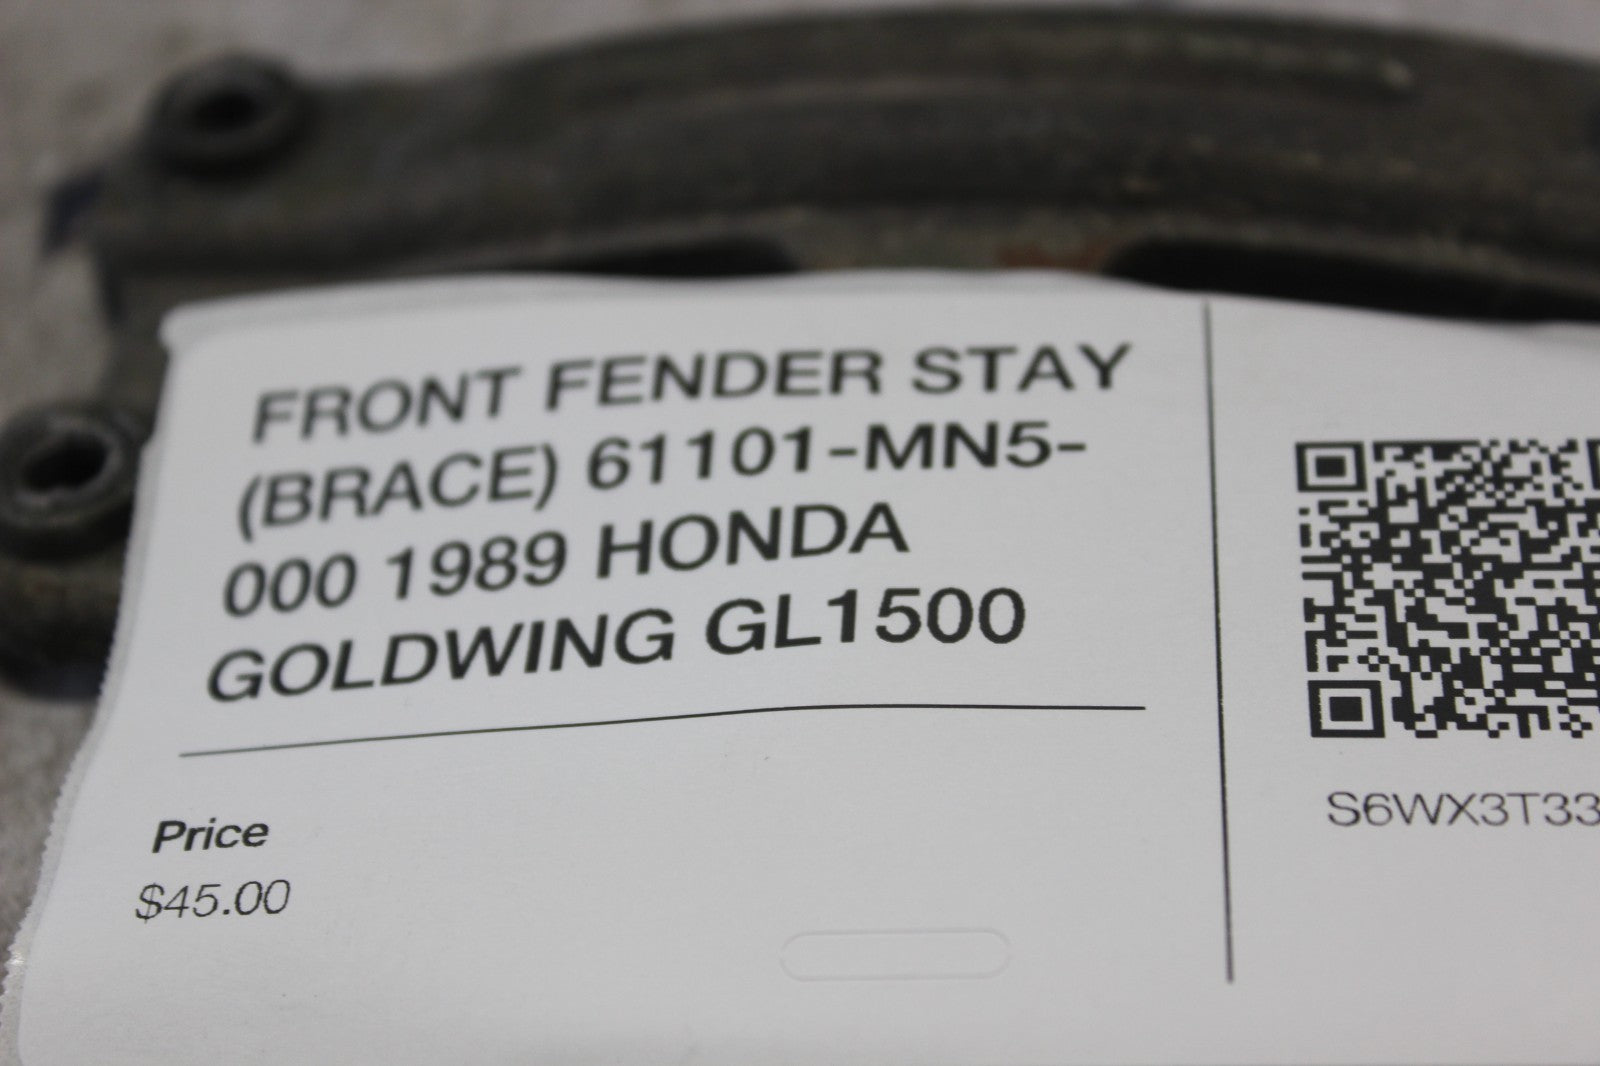 FRONT FENDER STAY
(BRACE) 61101-MN5-
000 1989 HONDA
GOLDWING GL1500
Price
$45.00
S6WX3T33